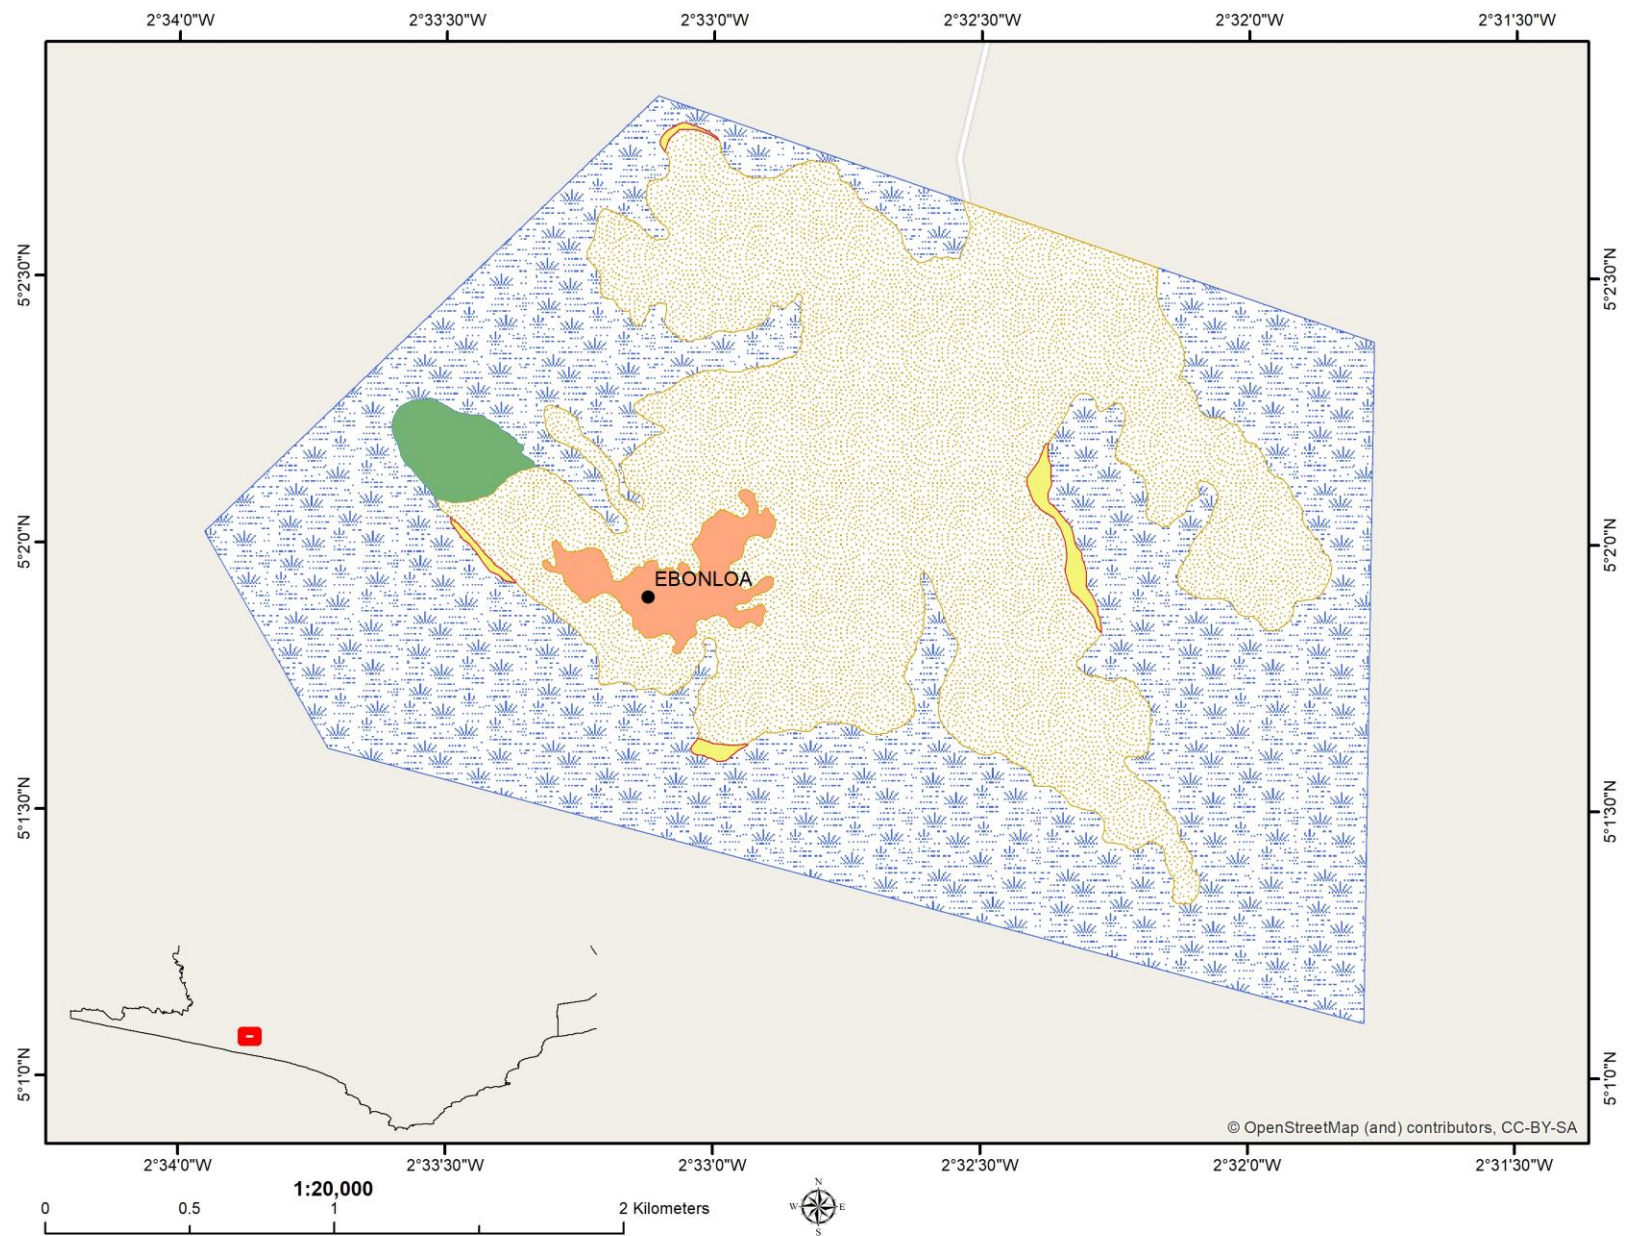 2°34'0"W 2°33'30"W 2°33'0"W 2°32'30"W 2°32'0"W 2°31'30"W
5°2'30"N 5°2'30"N
5°2'0"N 5°2'0"N
EBONLOA
5°1'30"N 5°1'30"N
5°1'0"N 5°1'0"N
© OpenStreetMap (and) contributors, CC-BY-SA
2°34'0"W 2°33'30"W 2°33'0"W 2°32'30"W 2°32'0"W 2°31'30"W
1:20,000
0 0.5 1 2 Kilometers
N
W E
S